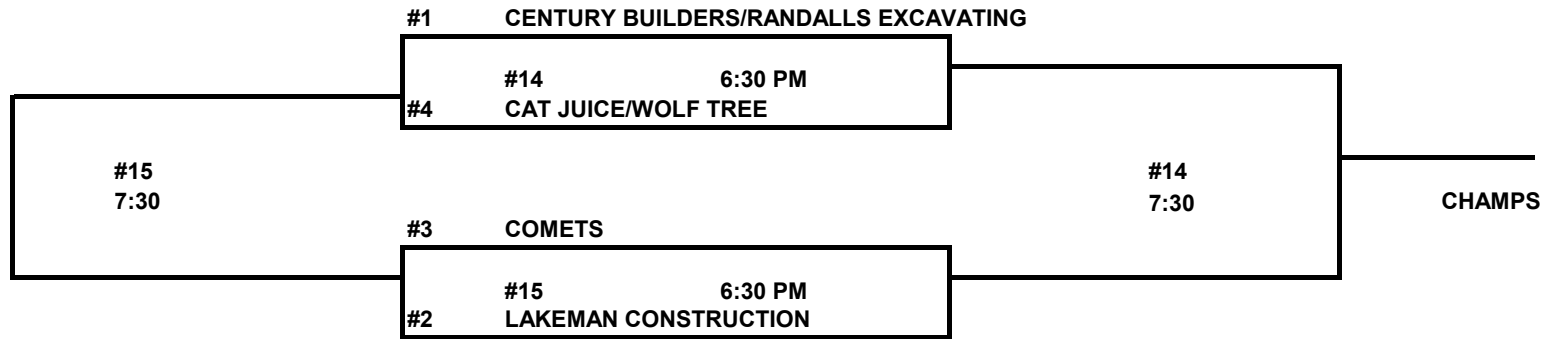 #1 CENTURY BUILDERS/RANDALLS EXCAVATING
#14 6:30 PM
#4 CAT JUICE/WOLF TREE
#15 #14
7:30 7:30 CHAMPS
#3 COMETS
#15 6:30 PM
#2 LAKEMAN CONSTRUCTION